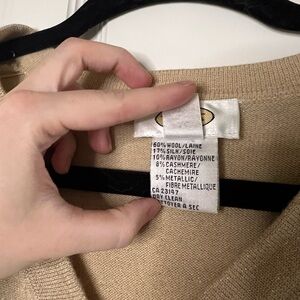 60% WOOL/LAINE
17% SILK/SOIE
10% RAYON/RAYONNE
8% CASHMERE/
CACHEMIRE
5% METALLIC/
FIBRE METALLIQUE
CA 23197
DRY CLEAN
NETTOYER A SEC